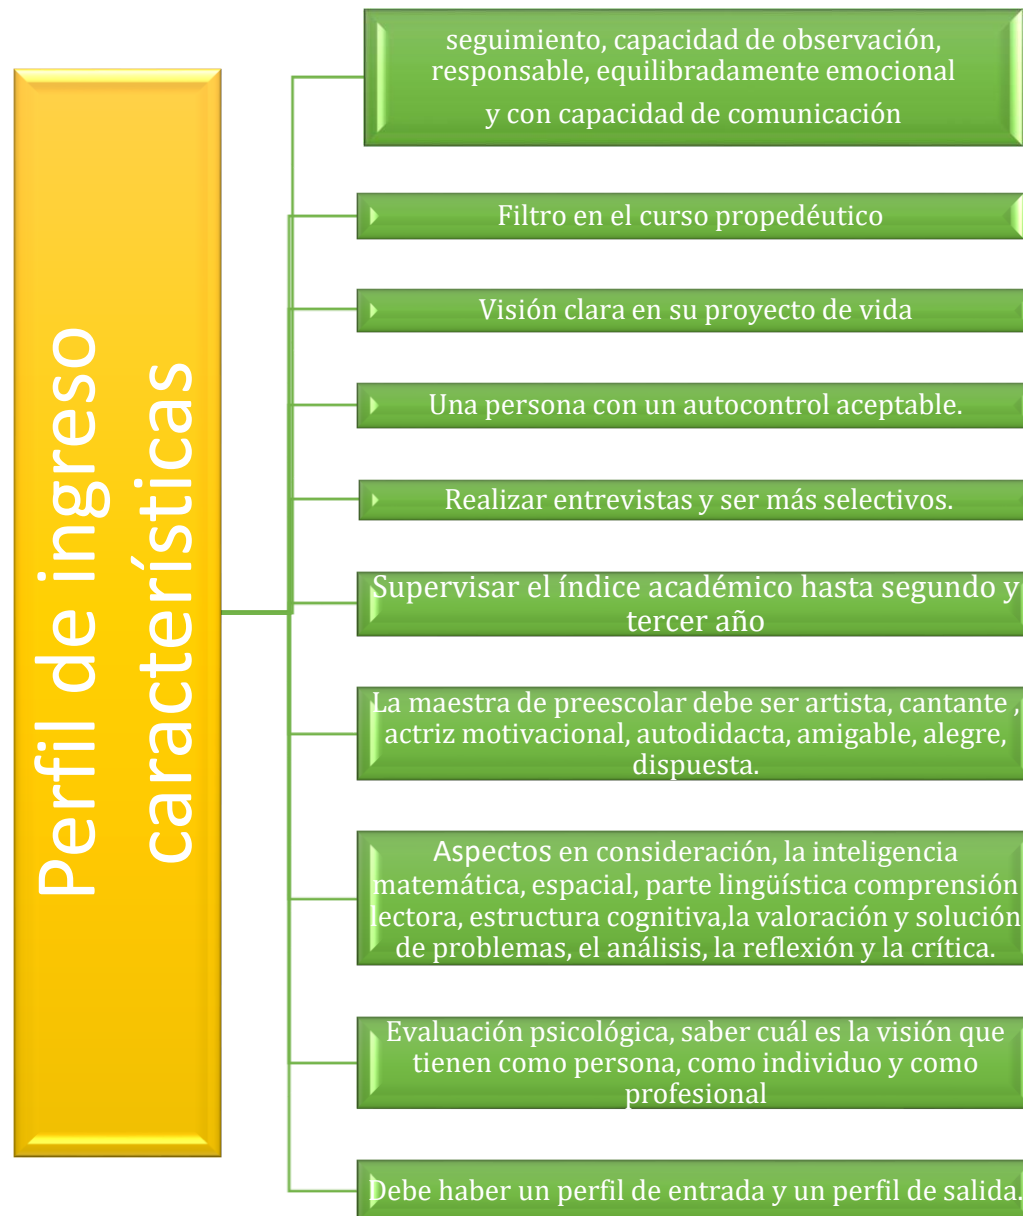 Perfil de ingreso
características
seguimiento, capacidad de observación,
responsable, equilibradamente emocional
y con capacidad de comunicación
Filtro en el curso propedéutico
Visión clara en su proyecto de vida
Una persona con un autocontrol aceptable.
Realizar entrevistas y ser más selectivos.
Supervisar el índice académico hasta segundo y
tercer año
La maestra de preescolar debe ser artista, cantante ,
actriz motivacional, autodidacta, amigable, alegre,
dispuesta.
Aspectos en consideración, la inteligencia
matemática, espacial, parte lingüística comprensión
lectora, estructura cognitiva,la valoración y solución
de problemas, el análisis, la reflexión y la crítica.
Evaluación psicológica, saber cuál es la visión que
tienen como persona, como individuo y como
profesional
Debe haber un perfil de entrada y un perfil de salida.